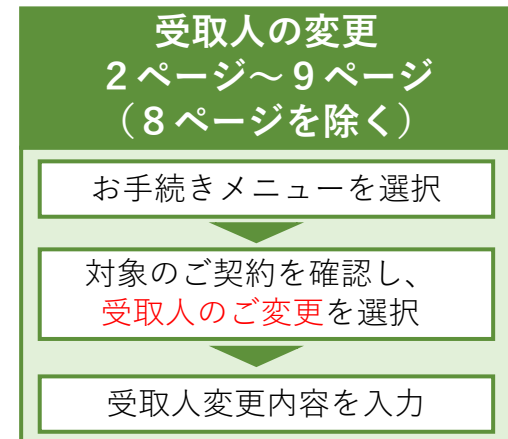 受取人の変更
2ページ～9ページ
（8ページを除く）
お手続きメニューを選択
対象のご契約を確認し、
受取人のご変更を選択
受取人変更内容を入力